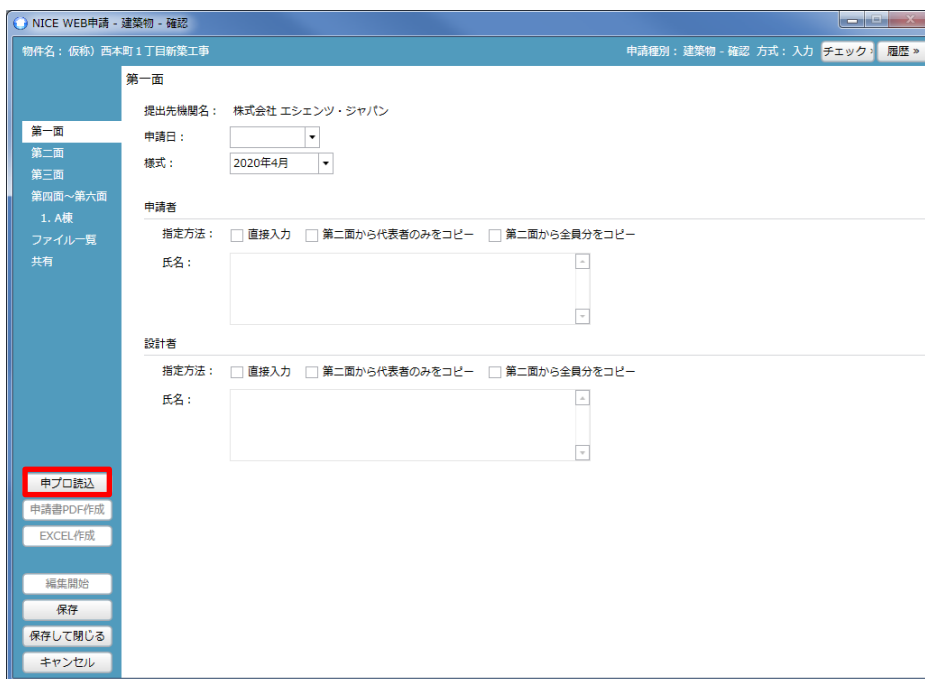 NICE WEB申請 - 建築物 - 確認
物件名： 仮称）西本町１丁目新築工事
申請種別： 建築物 - 確認 方式： 入力 チェック » 履歴 »
第一面
第二面
第三面
第四面～第六面
1. A棟
ファイル一覧
共有
申プロ読込
申請書PDF作成
EXCEL作成
編集開始
保存
保存して閉じる
キャンセル
第一面
提出先機関名： 株式会社 エシェンツ・ジャパン
申請日：
様式： 2020年4月
申請者
指定方法： 直接入力 第二面から代表者のみをコピー 第二面から全員分をコピー
氏名：
設計者
指定方法： 直接入力 第二面から代表者のみをコピー 第二面から全員分をコピー
氏名：